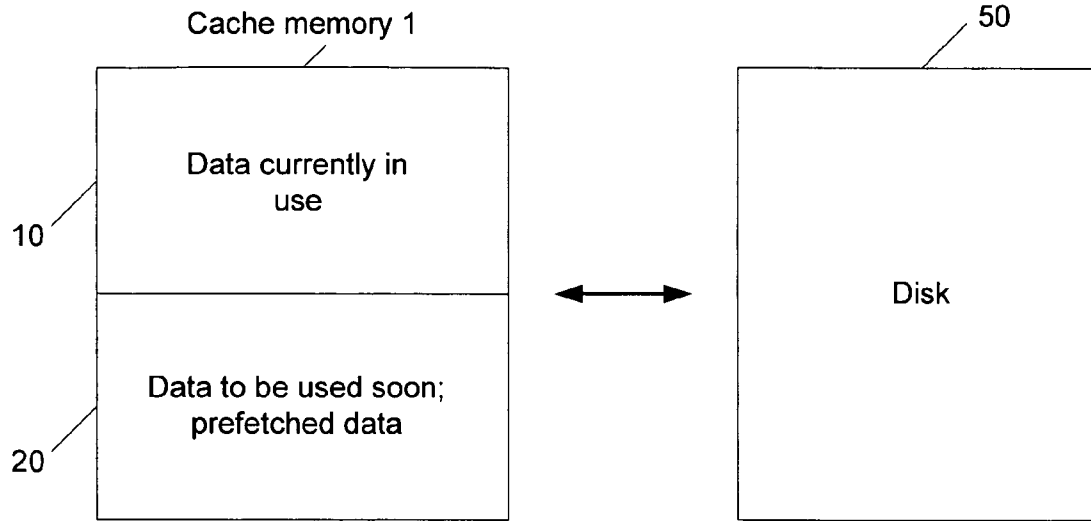 Cache memory 1
50
Data currently in
use
10
Disk
Data to be used soon;
prefetched data
20